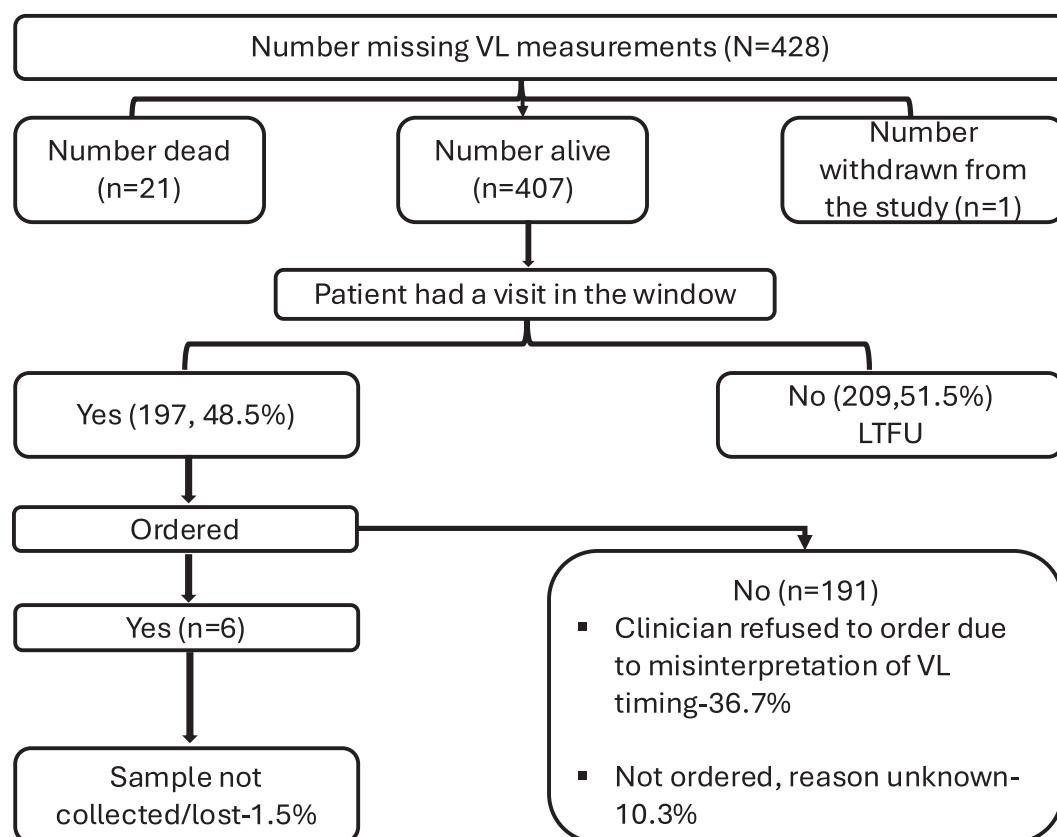 Number missing VL measurements (N=428)
Number dead
(n=21)
Number alive
(n=407)
Number
withdrawn from
the study (n=1)
Patient had a visit in the window
Yes (197, 48.5%)
No (209,51.5%)
LTFU
Ordered
Yes (n=6)
No (n=191)
▪ Clinician refused to order due
to misinterpretation of VL
timing-36.7%
▪ Not ordered, reason unknown-
10.3%
Sample not
collected/lost-1.5%